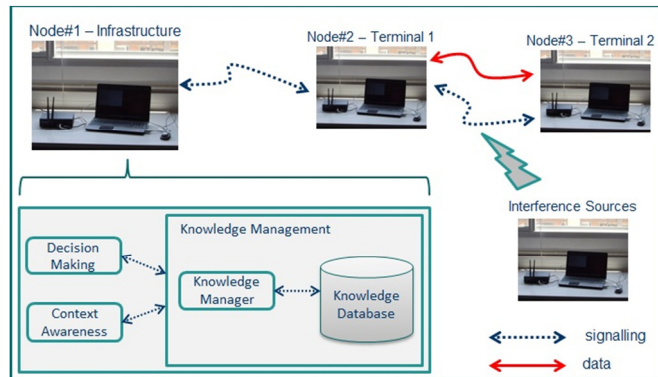 Node#1 – Infrastructure
Node#2 – Terminal 1
Node#3 – Terminal 2
Interference Sources
Knowledge Management
Decision
Making
Knowledge
Manager
Knowledge
Database
Context
Awareness
signalling
data